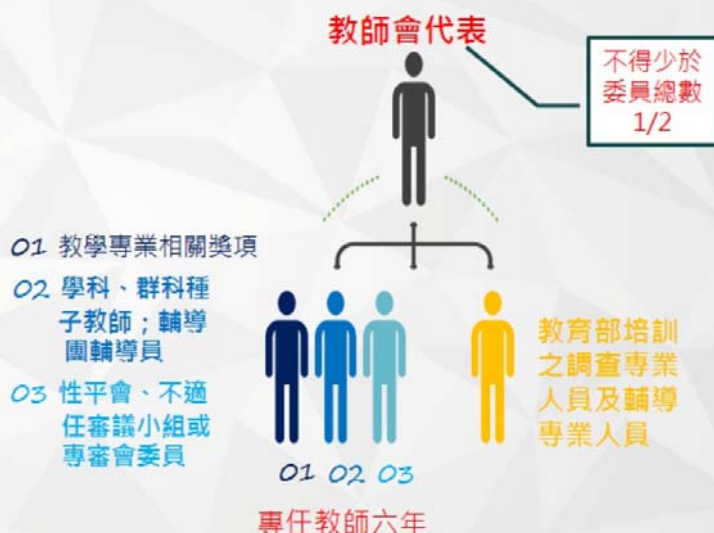 教師會代表
不得少於
委員總數
1/2
01 教學專業相關獎項
02 學科、群科種
子教師；輔導
團輔導員
03 性平會、不適
任審議小組或
專審會委員
教育部培訓
之調查專業
人員及輔導
專業人員
01 02 03
專任教師六年